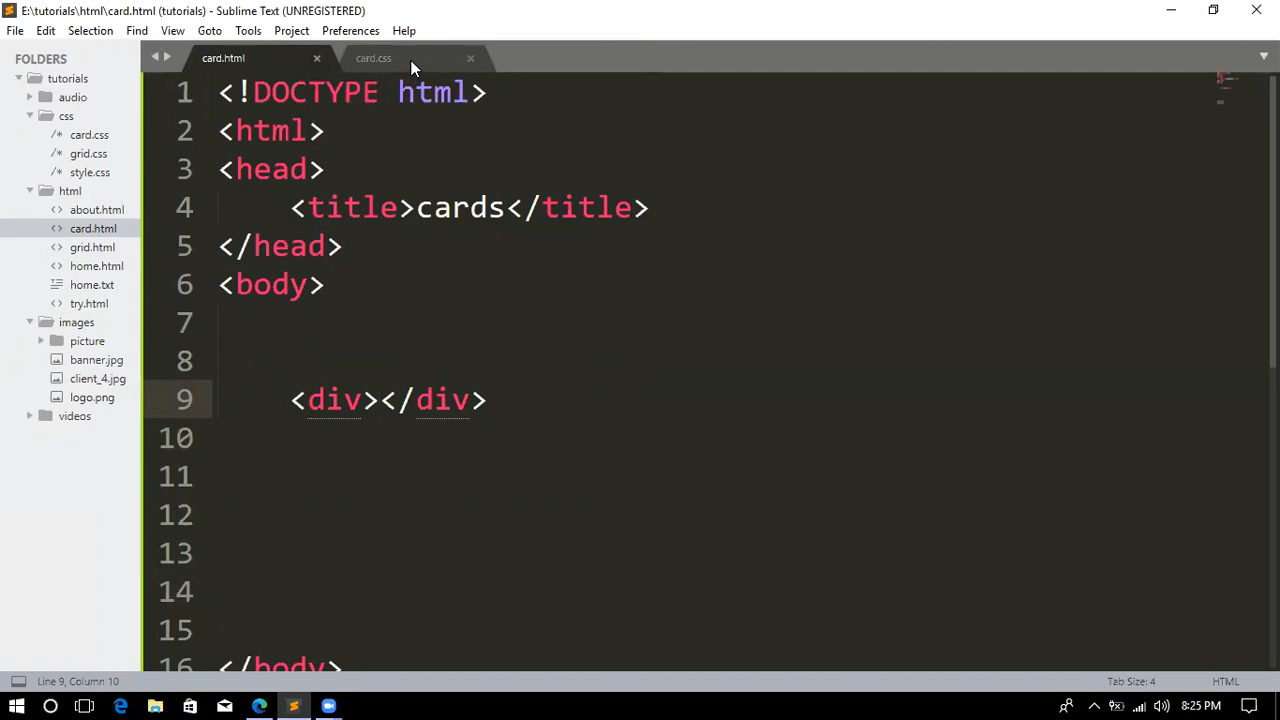 E:\tutorials\html\card.html (tutorials) - Sublime Text (UNREGISTERED)
File Edit Selection Find View Goto Tools Project Preferences Help
FOLDERS
tutorials
audio
css
/* card.css
/* grid.css
/* style.css
html
<> about.html
<> card.html
<> grid.html
<> home.html
home.txt
<> try.html
images
picture
banner.jpg
client_4.jpg
logo.png
videos
card.html × card.css ×
1 <!DOCTYPE html>
2 <html>
3 <head>
4 <title>cards</title>
5 </head>
6 <body>
7
8
9 <div></div>
10
11
12
13
14
15
16 </body>
Line 9, Column 10 Tab Size: 4 HTML
8:25 PM